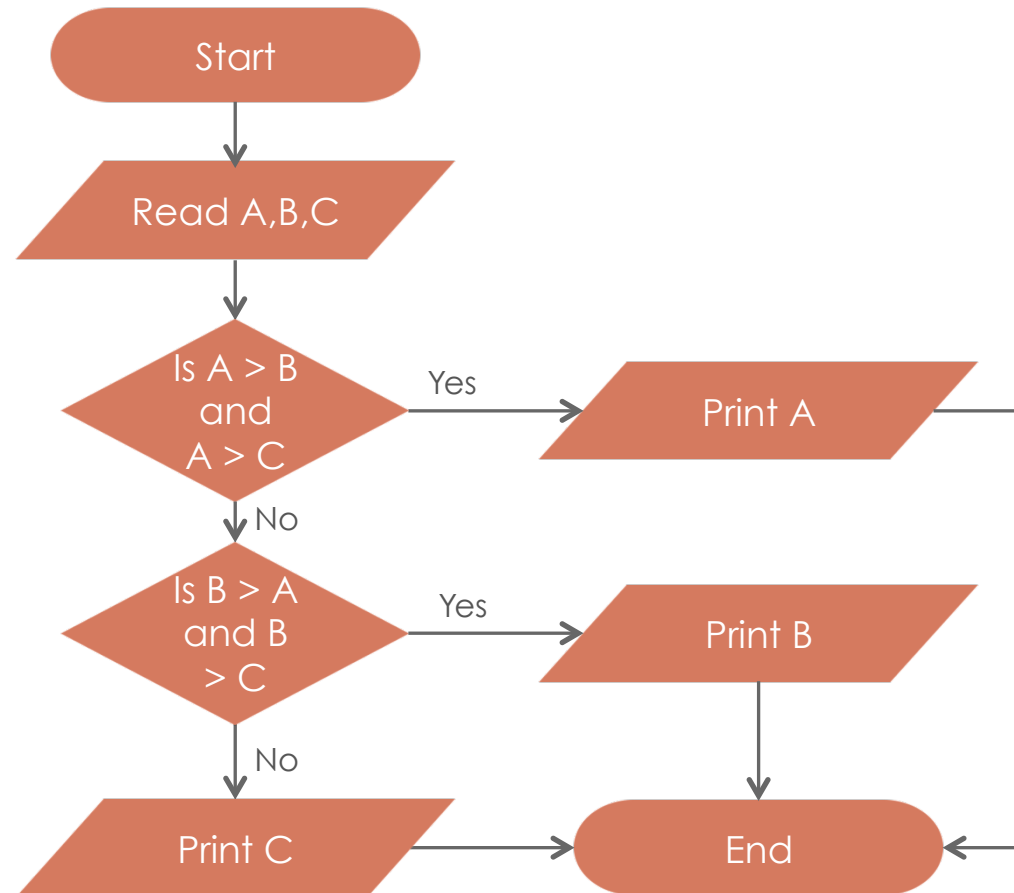 Start
Read A,B,C
Is A > B
and
A > C
Yes
Print A
No
Is B > A
and B
> C
Yes
Print B
No
Print C
End